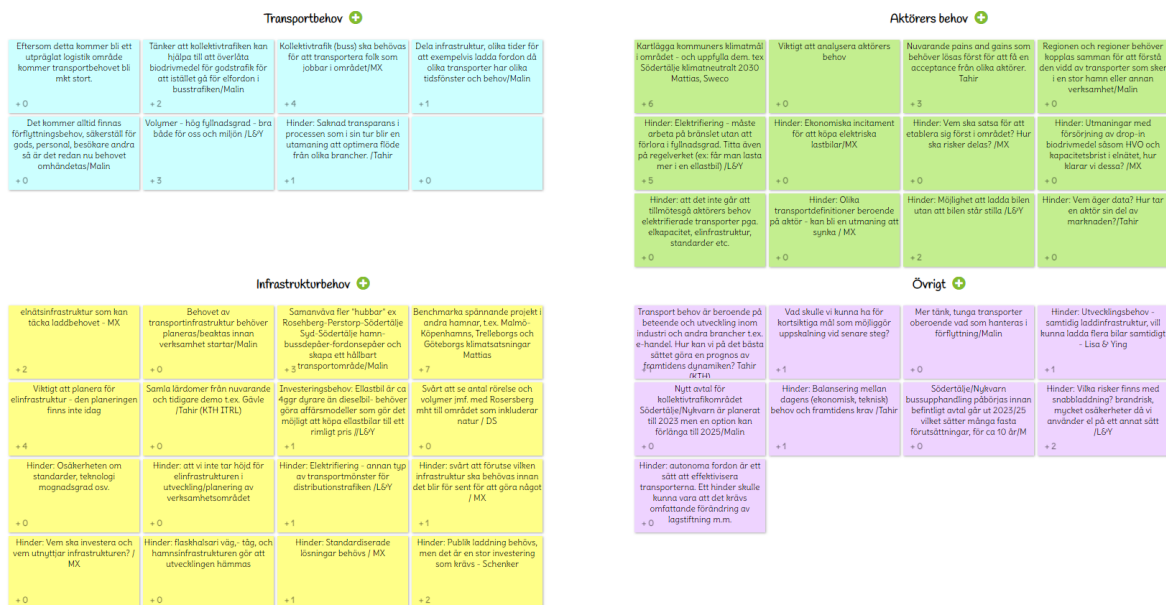 Transportbehov
Eftersom detta kommer bli ett
utpräglat logistik område
kommer transportbehovet bli
mkt stort.
+ 0
Tänker att kollektivtrafiken kan
hjälpa till att överlåta
biodrivmedel för godstrafik för
att istället gå för elfordon i
busstrafiken/Malin
+ 2
Kollektivtrafik (buss) ska behövas
för att transportera folk som
jobbar i området/MX
+ 4
Dela infrastruktur, olika tider för
att exempelvis ladda fordon då
olika transporter har olika
tidsfönster och behov/Malin
+ 1
Det kommer alltid finnas
förflyttningsbehov, säkerställ för
gods, personal, besökare andra
så är det redan nu behovet
omhändetas/Malin
+ 0
Volymer - hög fyllnadsgrad - bra
både för oss och miljön /L&Y
+ 3
Hinder: Saknad transparans i
processen som i sin tur blir en
utamaning av optimera flöde
från olika brancher. /Tahir
+ 1
+ 0
Aktörers behov
Kartlägga kommuners klimatmål
i området - och uppfylla dem. tex
Södertälje klimatneutralt 2030
Mattias, Sweco
+ 6
Viktigt att analysera aktörers
behov
+ 0
Nuvarande pains and gains som
behöver lösas först för att få en
acceptance från olika aktörer.
Tahir
+ 3
Regionen och regioner behöver
kopplas samman för att förstå
den vidd av transporter som sker
i en stor hamn eller annan
verksamhet/Malin
+ 0
Hinder: Elektrifiering - måste
arbeta på bränslet utan att
förlora i fyllnadsgrad. Titta även
på regelverket (ex: får man lasta
mer i en ellastbil) /L&Y
+ 5
Hinder: Ekonomiska incitament
för att köpa elektriska
lastbilar/MX
+ 0
Hinder: Vem ska satsa för att
etablera sig först i området? Hur
ska risker delas? /MX
+ 0
Hinder: Utmaningar med
försörjning av drop-in
biodrivmedel såsom HVO och
kapacitetsbrist i elnätet, hur
klarar vi dessa? /MX
+ 0
Hinder: att det inte går att
tillmötesgå aktörers behov
elektrifierade transporter pga.
elkapacitet, elinfrastruktur,
standarder etc.
+ 0
Hinder: Olika
transportdefinitioner beroende
på aktör - kan bli en utmaning att
synka / MX
+ 0
Hinder: Möjlighet att ladda bilen
utan att bilen står stilla /L&Y
+ 2
Hinder: Vem äger data? Hur tar
en aktör sin del av
marknaden?/Tahir
+ 0
Infrastrukturbehov
elnätsinfrastruktur som kan
täcka laddbehovet - MX
+ 2
Behovet av
transportinfrastruktur behöver
planeras/beaktas innan
verksamhet startar/Malin
+ 0
Samanväva fler "hubbar" ex
Rosehberg-Perstorp-Södertälje
Syd-Södertälje hamn-
bussdepåer-fordonsepåer och
skapa ett hållbart
transportområde/Malin
+ 3
Benchmarka spännande projekt i
andra hamnar, t.ex. Malmö-
Köpenhamns, Trelleborgs och
Göteborgs klimatsatsningar
Mattias
+ 7
Viktigt att planera för
elinfrastruktur - den planeringen
finns inte idag
+ 4
Samla lärdomer från nuvarande
och tidigare demo t.ex. Gävle
/Tahir (KTH ITRL)
+ 0
Investeringsbehov: Ellastbil är ca
4ggr dyrare än dieselbil- behöver
göra affärsmodeller som gör det
möjligt att köpa ellastbilar till ett
rimligt pris //L&Y
+ 1
Svårt att se antal rörelse och
volymer jmf. med Rosersberg
mht till området som inkluderar
natur / DS
+ 0
Hinder: Osäkerheten om
standarder, teknologi
mognadsgrad osv.
+ 0
Hinder: att vi inte tar höjd för
elinfrastrukturen i
utveckling/planering av
verksamhetsområdet
+ 0
Hinder: Elektrifiering - annan typ
av transportmönster för
distributionstrafiken /L&Y
+ 1
Hinder: svårt att förutse vilken
infrastruktur ska behövas innan
det blir för sent för att göra något
/ MX
+ 1
Hinder: Vem ska investera och
vem utnyttjar infrastrukturen? /
MX
+ 0
Hinder: flaskhalsari väg,- tåg, och
hamnsinfrastrukturen gör att
utvecklingen hämmas
+ 0
Hinder: Standardiserade
lösningar behövs / MX
+ 1
Hinder: Publik laddning behövs,
men det är en stor investering
som krävs - Schenker
+ 2
Övrigt
Transport behov är beroende på
beteende och utveckling inom
industri och andra brancher t.ex.
e-handel. Hur kan vi på det bästa
sättet göra en prognos av
framtidens dynamiken? Tahir
(KTH)
Vad skulle vi kunna ha för
kortsiktiga mål som möjliggör
uppskalning vid senare steg?
+ 1
Mer tänk, tunga transporter
oberoende vad som hanteras i
förflyttning/Malin
+ 0
Hinder: Utvecklingsbehov -
samtidig laddinfrastruktur, vill
kunna ladda flera bilar samtidigt
- Lisa & Ying
+ 1
Nytt avtal för
kollektivtrafikområdet
Södertälje/Nykvarn är planerat
till 2023 men en option kan
förlänga till 2025/Malin
+ 0
Hinder: Balansering mellan
dagens (ekonomisk, teknisk)
behov och framtidens krav /Tahir
+ 1
Södertälje/Nykvarn
bussupphandling påbörjas innan
befintligt avtal går ut 2023/25
vilket sätter många fasta
förutsättningar, för ca 10 år/M
+ 0
Hinder: Vilka risker finns med
snabbladdning? brandrisk,
mycket osäkerheter då vi
använder el på ett annat sätt
/L&Y
+ 2
Hinder: autonoma fordon är ett
sätt att effektivisera
transporterna. Ett hinder skulle
kunna vara att det krävs
omfattande förändring av
lagstiftning m.m.
+ 0